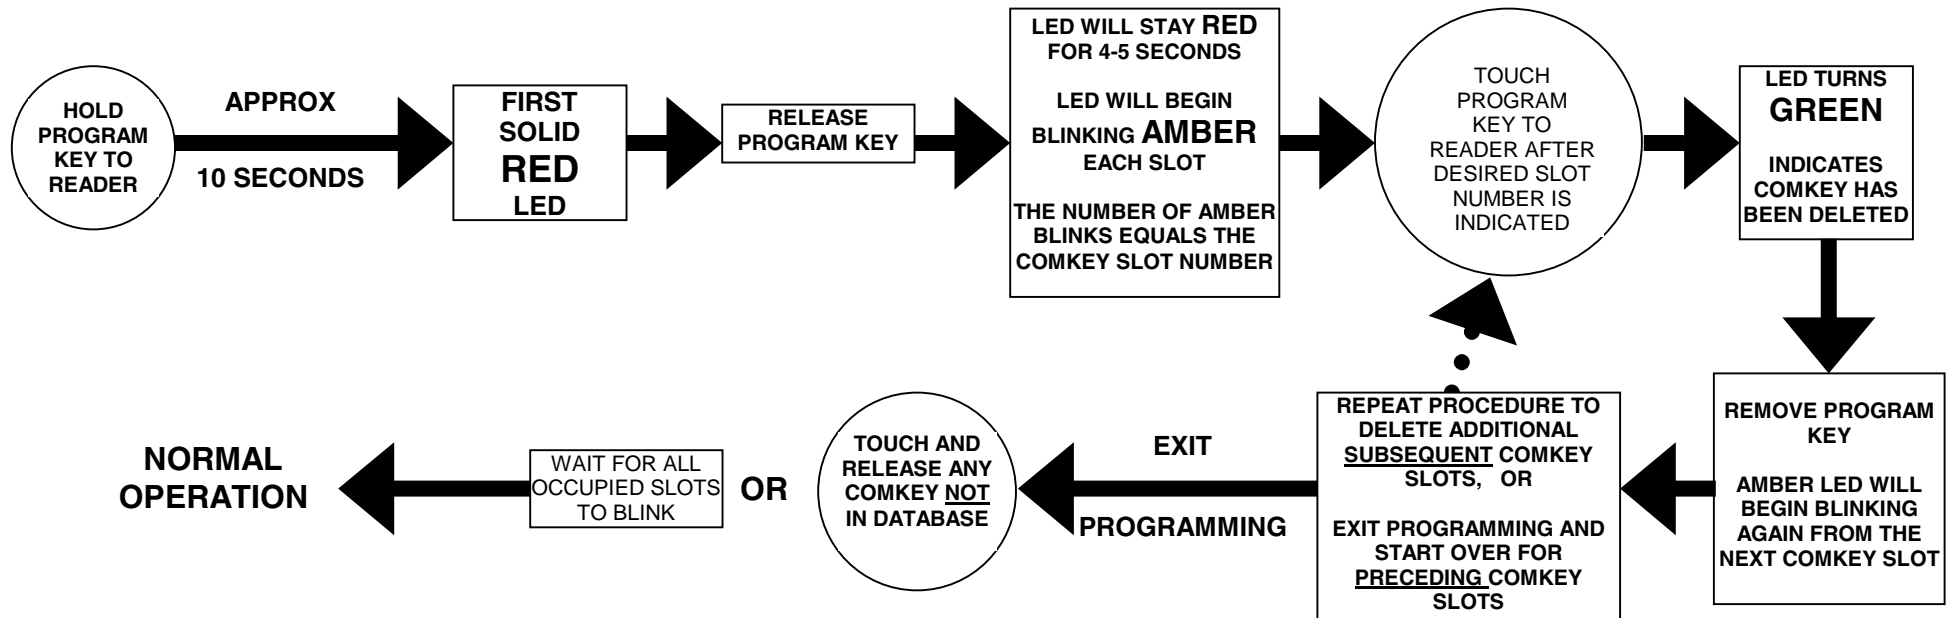 HOLD
PROGRAM
KEY TO
READER
APPROX
10 SECONDS
FIRST
SOLID
RED
LED
RELEASE
PROGRAM KEY
LED WILL STAY RED
FOR 4-5 SECONDS
LED WILL BEGIN
BLINKING AMBER
EACH SLOT
THE NUMBER OF AMBER
BLINKS EQUALS THE
COMKEY SLOT NUMBER
TOUCH
PROGRAM
KEY TO
READER AFTER
DESIRED SLOT
NUMBER IS
INDICATED
LED TURNS
GREEN
INDICATES
COMKEY HAS
BEEN DELETED
REMOVE PROGRAM
KEY
AMBER LED WILL
BEGIN BLINKING
AGAIN FROM THE
NEXT COMKEY SLOT
REPEAT PROCEDURE TO
DELETE ADDITIONAL
SUBSEQUENT COMKEY
SLOTS, OR
EXIT PROGRAMMING AND
START OVER FOR
PRECEDING COMKEY
SLOTS
EXIT
PROGRAMMING
TOUCH AND
RELEASE ANY
COMKEY NOT
IN DATABASE
OR
WAIT FOR ALL
OCCUPIED SLOTS
TO BLINK
NORMAL
OPERATION